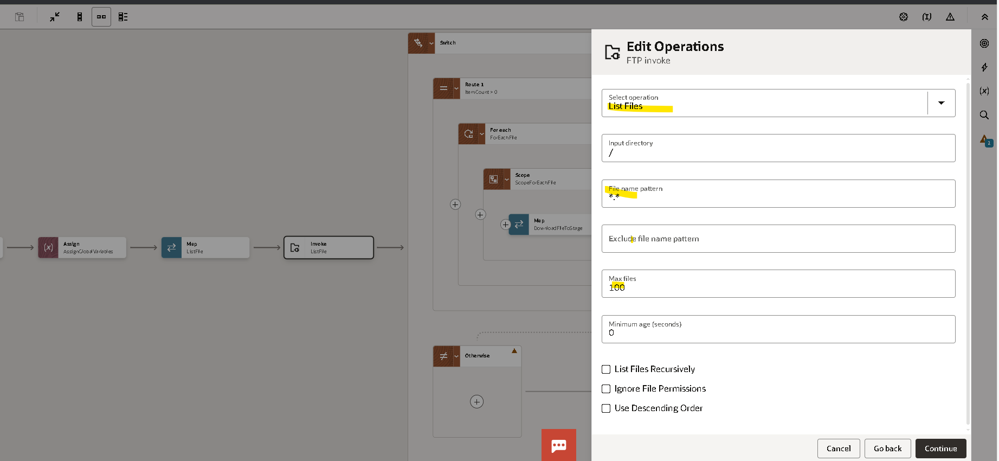 Switch
Route 1
ItemCount > 0
For each
ForEachFile
Scope
ScopeForEachFile
Map
DownloadFileToStage
Assign
AssignGlobalVariables
Map
ListFile
Invoke
ListFile
Otherwise
Edit Operations
FTP invoke
Select operation
List Files
Input directory
/
File name pattern
*.*
Exclude file name pattern
Max files
100
Minimum age (seconds)
0
List Files Recursively
Ignore File Permissions
Use Descending Order
Cancel
Go back
Continue
(x)
2